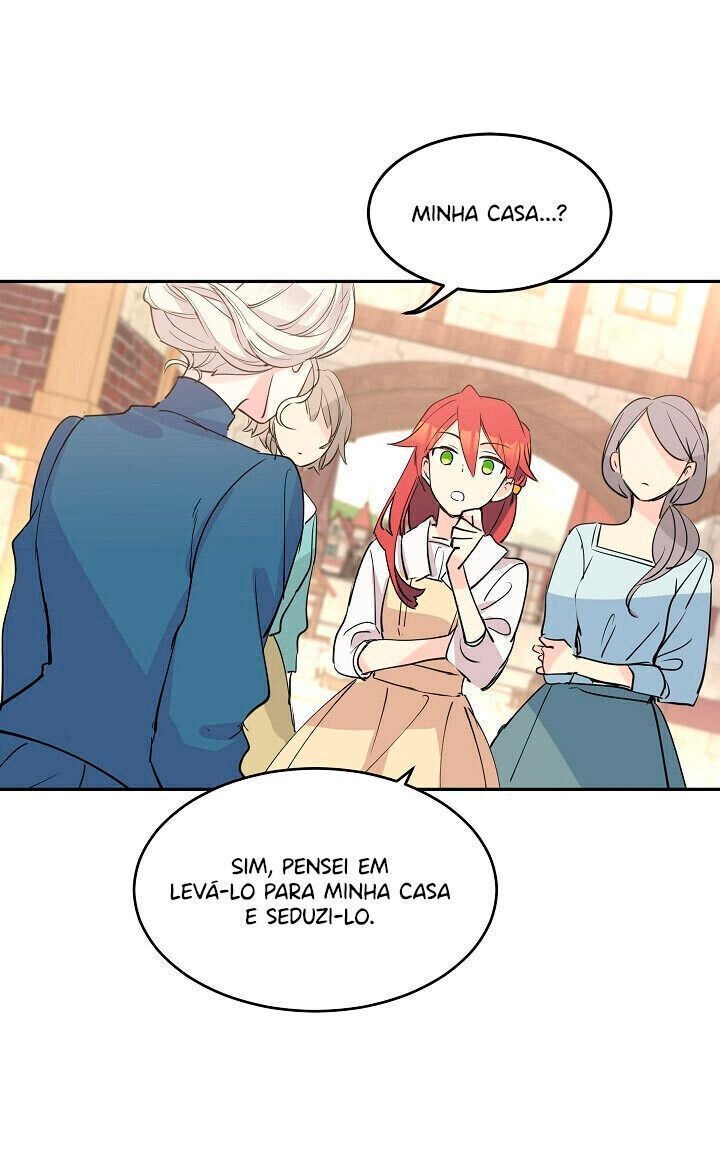 MINHA CASA...?
SIM, PENSEI EM
LEVÁ-LO PARA MINHA CASA
E SEDUZI-LO.